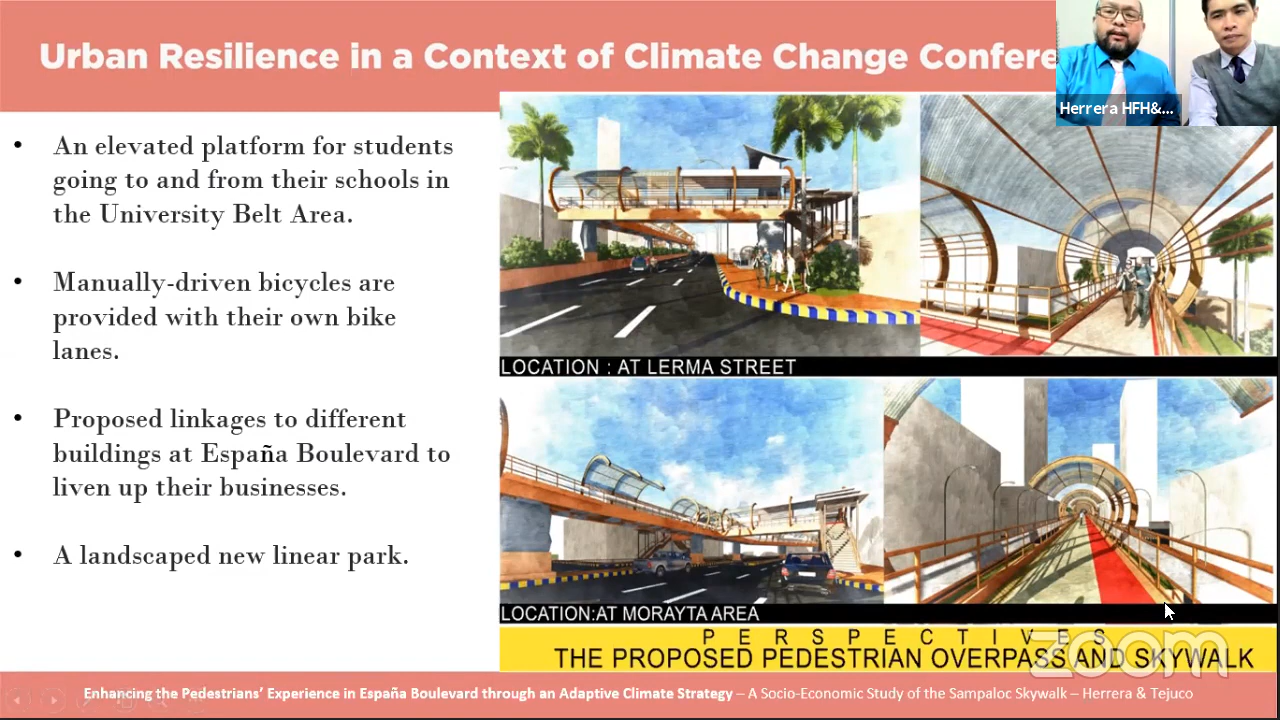 Urban Resilience in a Context of Climate Change Confere
Herrera HFH&...
• An elevated platform for students
going to and from their schools in
the University Belt Area.
• Manually-driven bicycles are
provided with their own bike
lanes.
• Proposed linkages to different
buildings at España Boulevard to
liven up their businesses.
• A landscaped new linear park.
LOCATION : AT LERMA STREET
LOCATION:AT MORAYTA AREA
PERSPECTIVES
THE PROPOSED PEDESTRIAN OVERPASS AND SKYWALK
zoom
Enhancing the Pedestrians’ Experience in España Boulevard through an Adaptive Climate Strategy – A Socio-Economic Study of the Sampaloc Skywalk – Herrera & Tejuco